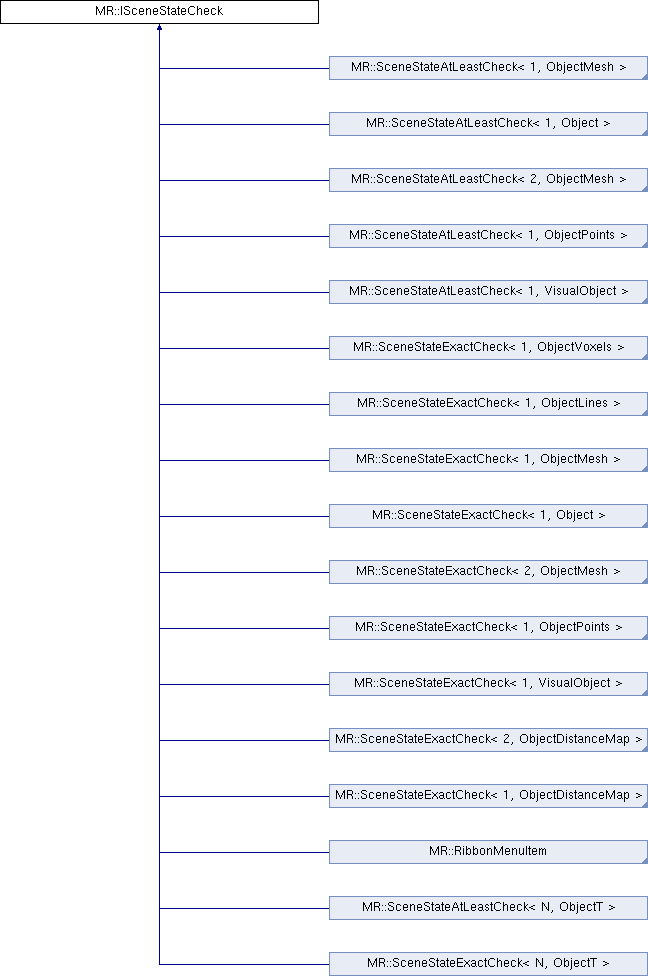 MR::ISceneStateCheck
MR::SceneStateAtLeastCheck< 1, ObjectMesh >
MR::SceneStateAtLeastCheck< 1, Object >
MR::SceneStateAtLeastCheck< 2, ObjectMesh >
MR::SceneStateAtLeastCheck< 1, ObjectPoints >
MR::SceneStateAtLeastCheck< 1, VisualObject >
MR::SceneStateExactCheck< 1, ObjectVoxels >
MR::SceneStateExactCheck< 1, ObjectLines >
MR::SceneStateExactCheck< 1, ObjectMesh >
MR::SceneStateExactCheck< 1, Object >
MR::SceneStateExactCheck< 2, ObjectMesh >
MR::SceneStateExactCheck< 1, ObjectPoints >
MR::SceneStateExactCheck< 1, VisualObject >
MR::SceneStateExactCheck< 2, ObjectDistanceMap >
MR::SceneStateExactCheck< 1, ObjectDistanceMap >
MR::RibbonMenuItem
MR::SceneStateAtLeastCheck< N, ObjectT >
MR::SceneStateExactCheck< N, ObjectT >